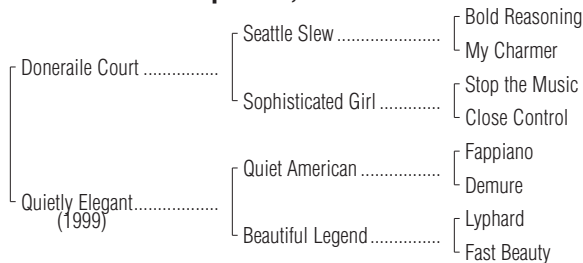 Bold Reasoning
Seattle Slew ..................
My Charmer
Doneraile Court ................
Stop the Music
Sophisticated Girl .............
Close Control
Fappiano
Quiet American .................
Demure
Quietly Elegant..................
(1999)
Lyphard
Beautiful Legend...............
Fast Beauty